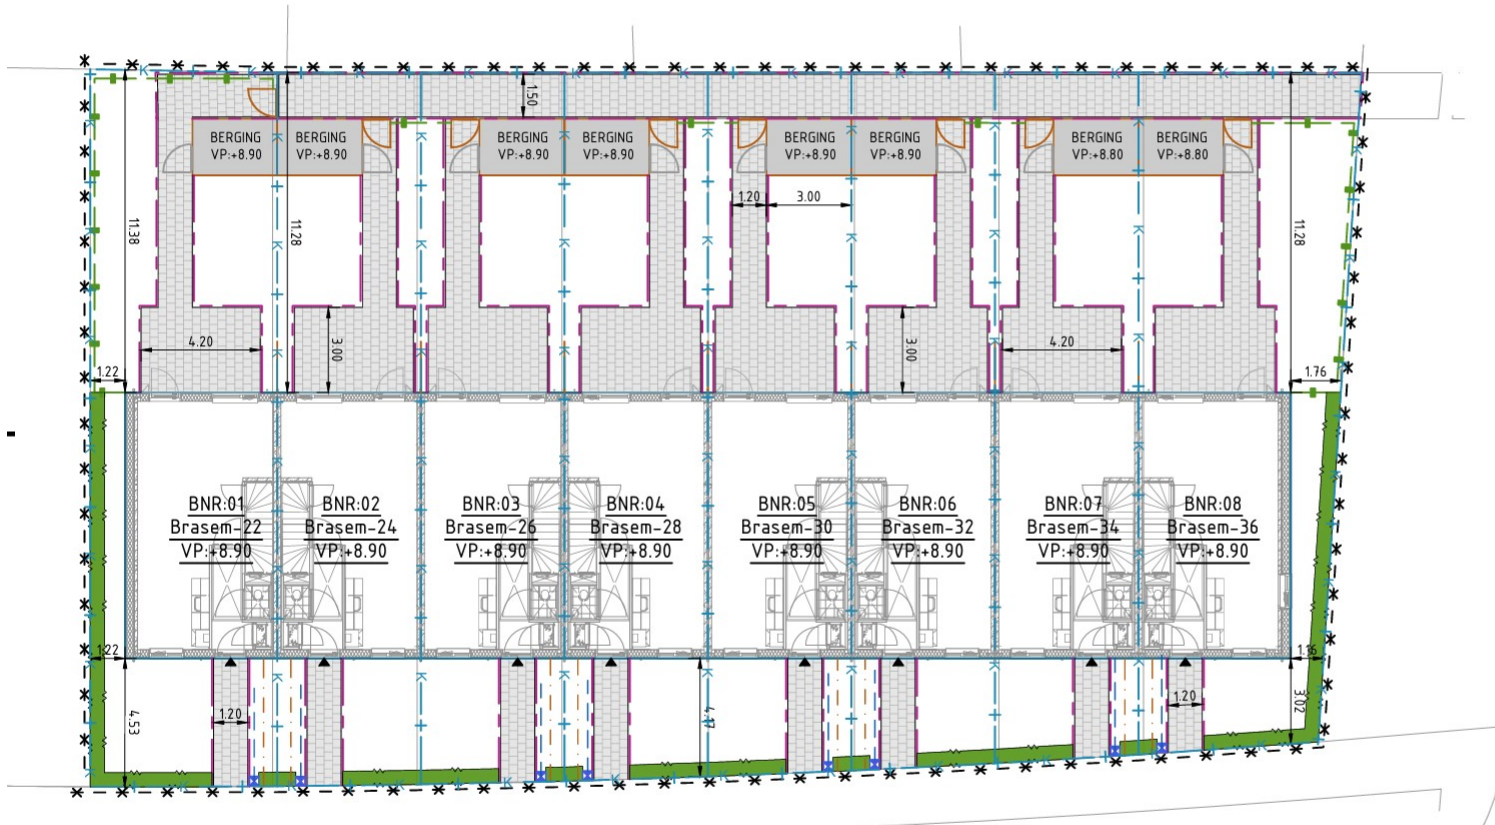 1.50
BERGING BERGING BERGING BERGING BERGING BERGING BERGING BERGING
VP:+8.90 VP:+8.90 VP:+8.90 VP:+8.90 VP:+8.90 VP:+8.90 VP:+8.80 VP:+8.80
1.20 3.00
11.38 11.28 11.28
4.20 3.00 3.00 4.20
1.22 1.76
BNR:01 BNR:02 BNR:03 BNR:04 BNR:05 BNR:06 BNR:07 BNR:08
Brasem-22 Brasem-24 Brasem-26 Brasem-28 Brasem-30 Brasem-32 Brasem-34 Brasem-36
VP:+8.90 VP:+8.90 VP:+8.90 VP:+8.90 VP:+8.90 VP:+8.90 VP:+8.90 VP:+8.90
1.22
4.53 1.20 1.20 3.02